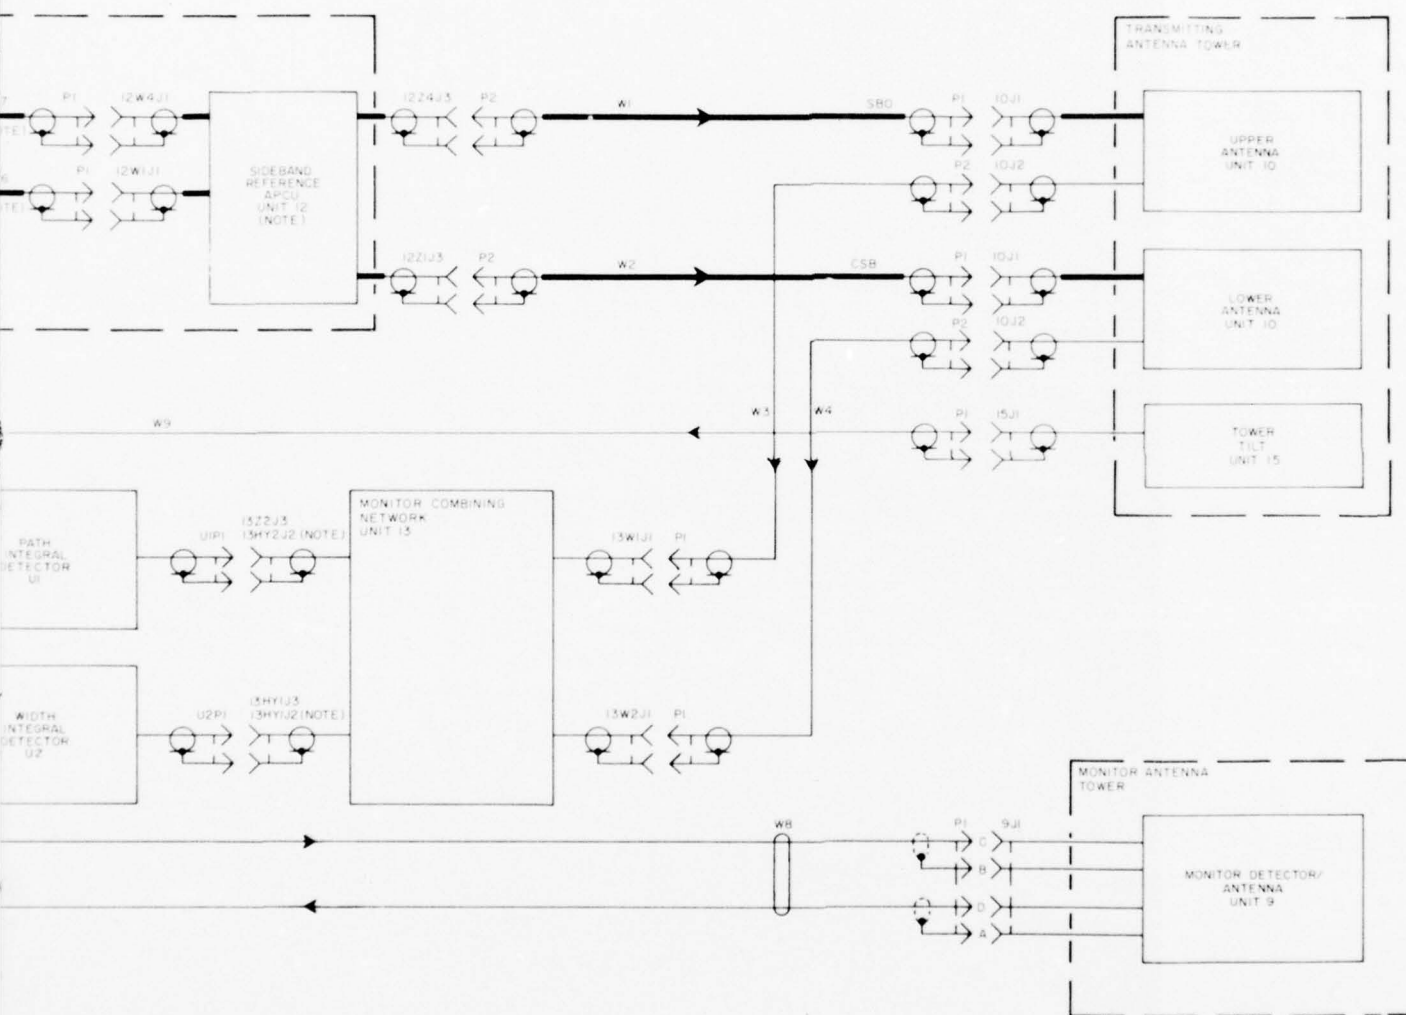 TRANSMITTING
ANTENNA TOWER
7
P1
12W4J1
12Z4J3
P2
W1
SBO
P1
10J1
UPPER
ANTENNA
UNIT 10
6
P1
12W1J1
SIDEBAND
REFERENCE
APCU
UNIT 12
(NOTE)
P2
10J2
12Z1J3
P2
W2
CSB
P1
10J1
LOWER
ANTENNA
UNIT 10
P2
10J2
W9
W3
W4
P1
15J1
TOWER
TILT
UNIT 15
PATH
INTEGRAL
DETECTOR
U1
U1P1
13Z2J3
13HY2J2(NOTE)
MONITOR COMBINING
NETWORK
UNIT 13
13W1J1
P1
WIDTH
INTEGRAL
DETECTOR
U2
U2P1
13HY1J3
13HY1J2(NOTE)
13W2J1
P1
MONITOR ANTENNA
TOWER
W8
P1
9J1
C
B
D
A
MONITOR DETECTOR/
ANTENNA
UNIT 9